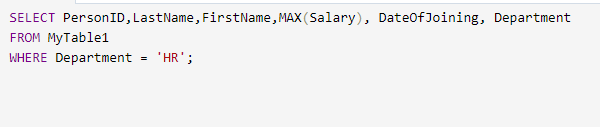 SELECT PersonID,LastName,FirstName,MAX(Salary), DateOfJoining, Department
FROM MyTable1
WHERE Department = 'HR';